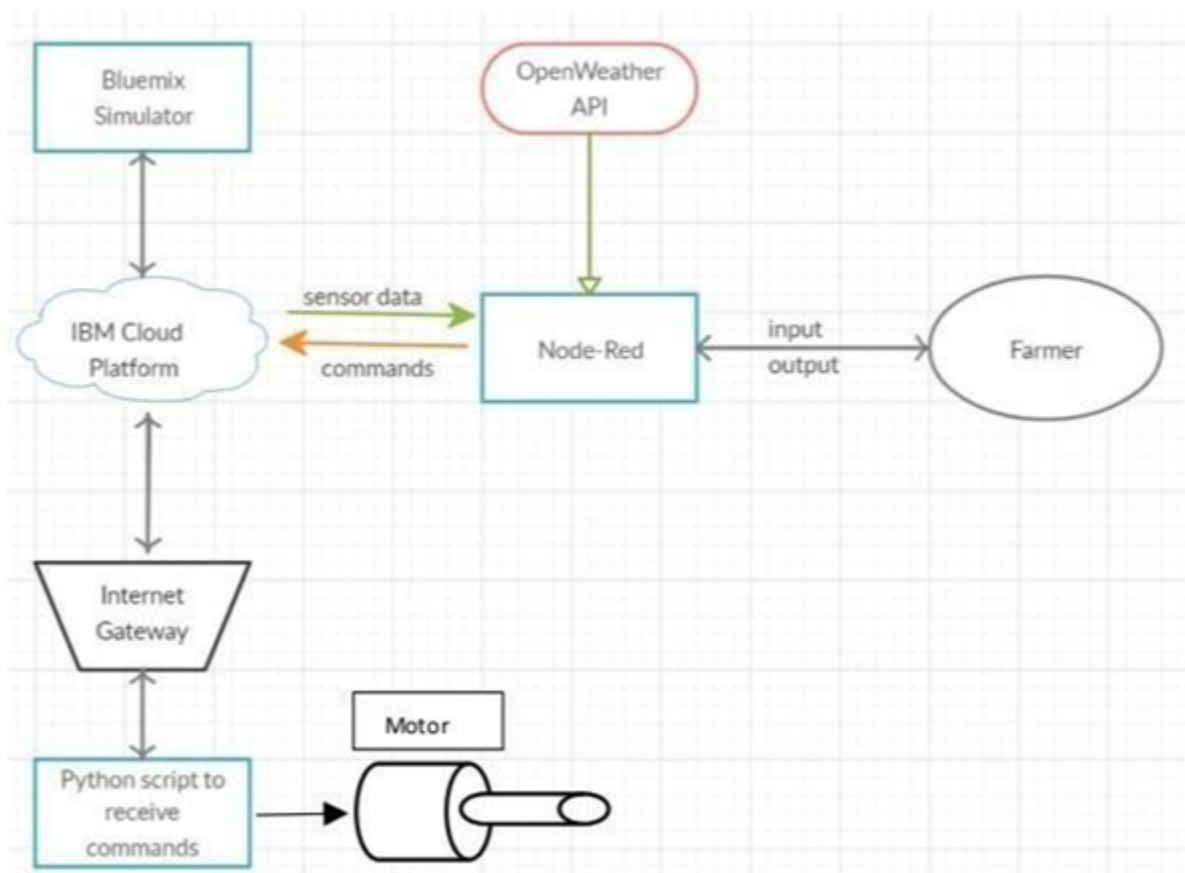 Bluemix
Simulator
OpenWeather
API
IBM Cloud
Platform
sensor data
commands
Node-Red
input
output
Farmer
Internet
Gateway
Motor
Python script to
receive
commands